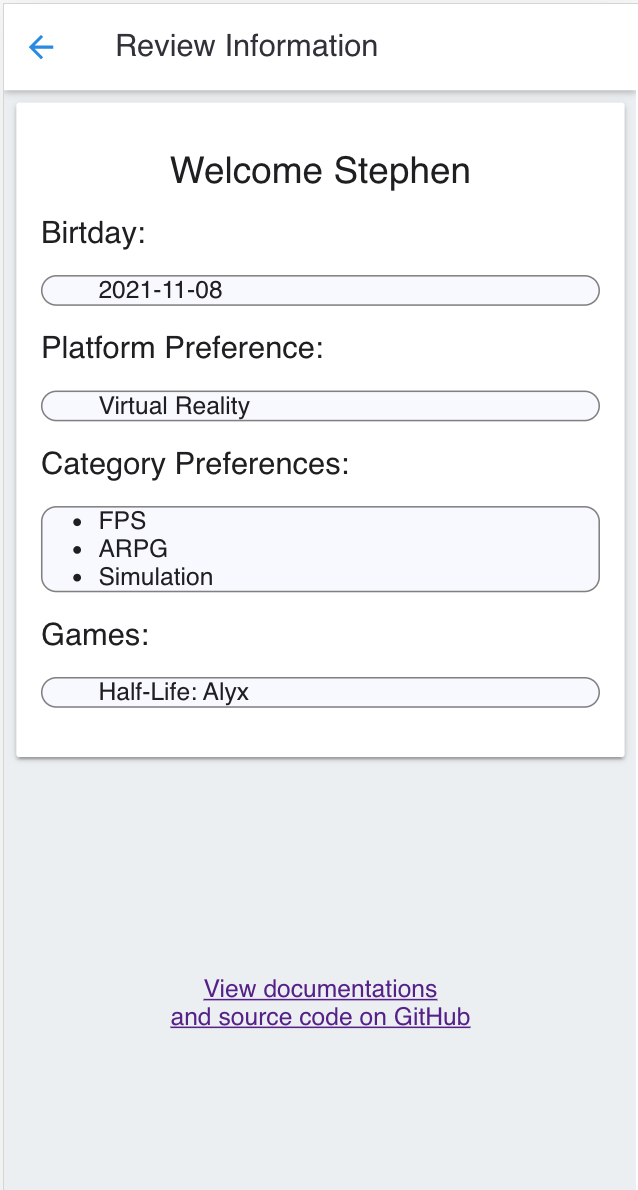 Review Information
Welcome Stephen
Birtday:
2021-11-08
Platform Preference:
Virtual Reality
Category Preferences:
• FPS
• ARPG
• Simulation
Games:
Half-Life: Alyx
View documentations
and source code on GitHub